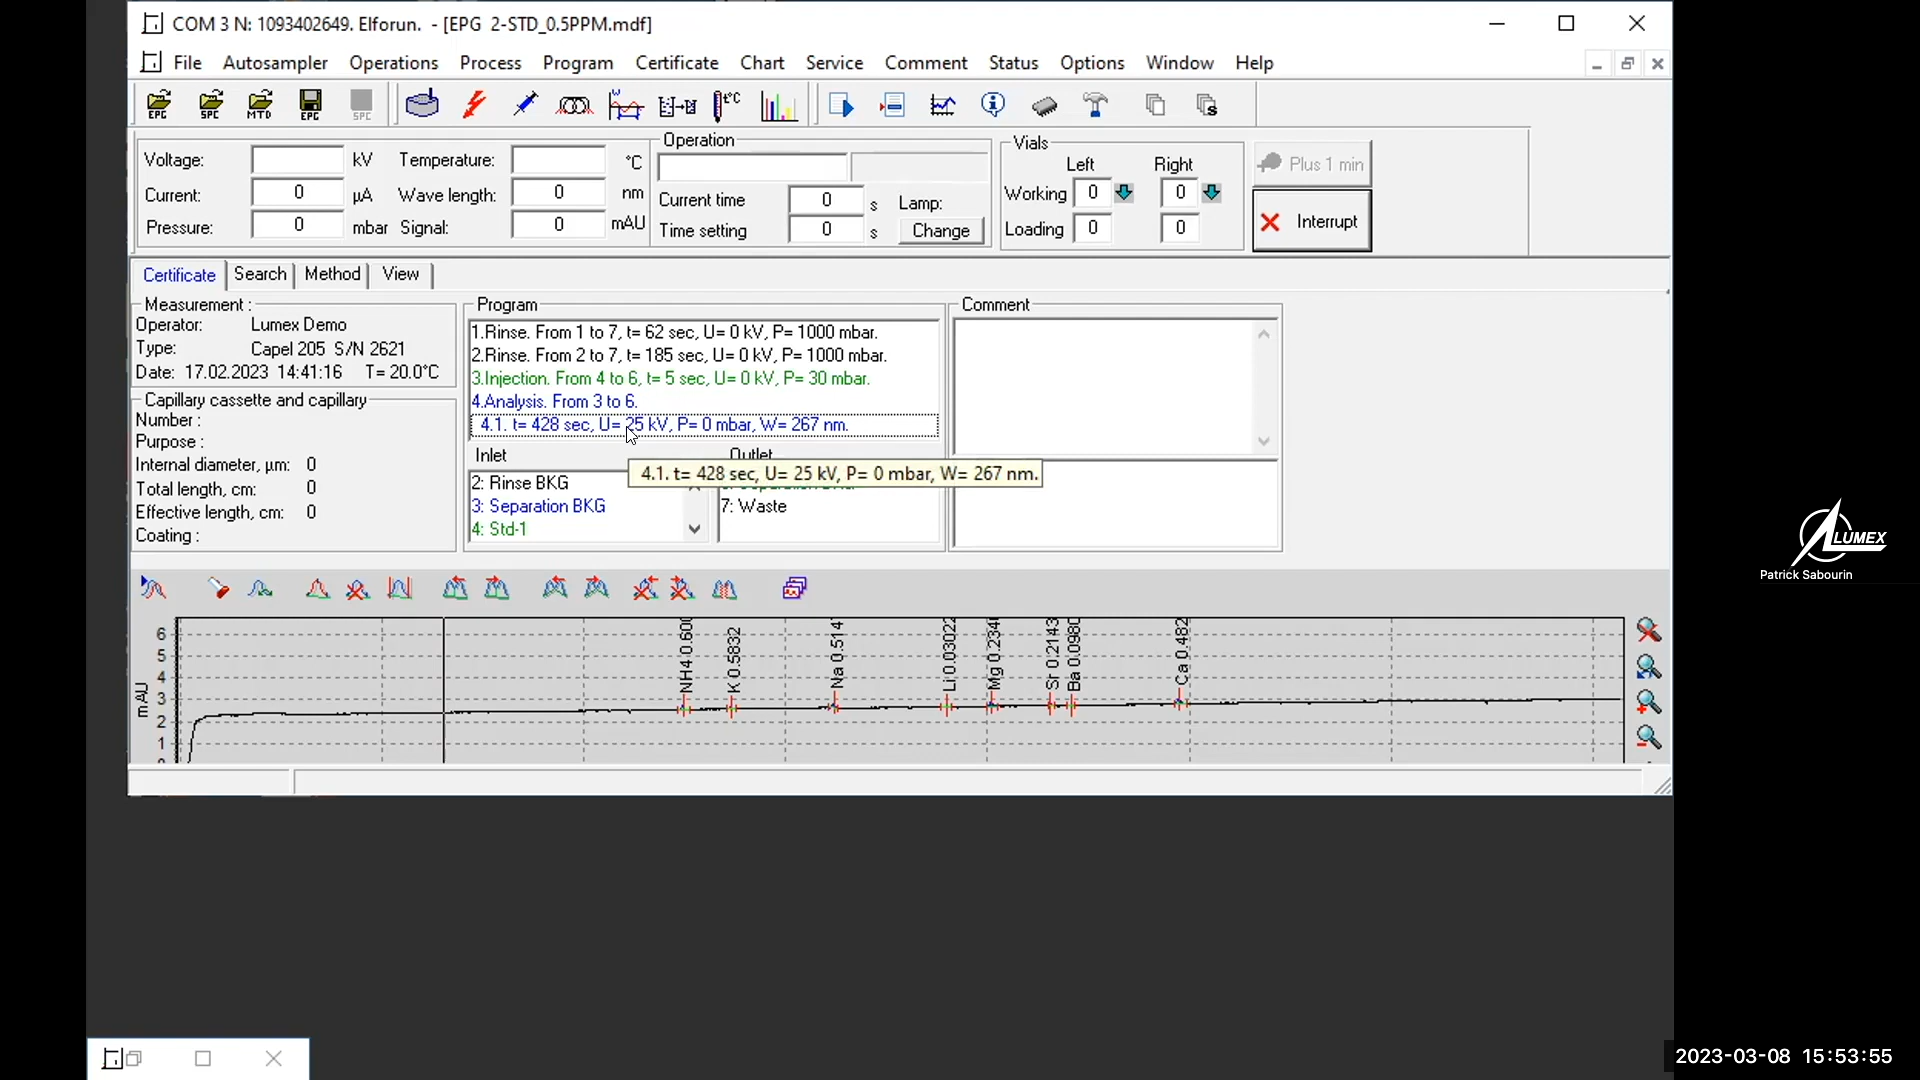 COM 3 N: 1093402649. Elforun. - [EPG 2-STD_0.5PPM.mdf]
File Autosampler Operations Process Program Certificate Chart Service Comment Status Options Window Help
EPG SPC MTD EPG SPC t°C
Voltage: kV Temperature: °C
Current: 0 µA Wave length: 0 nm
Pressure: 0 mbar Signal: 0 mAU
Operation
Current time 0 s Lamp:
Time setting 0 s Change
Vials
Left Right
Working 0 0
Loading 0 0
Plus 1 min
Interrupt
Certificate Search Method View
Measurement :
Operator: Lumex Demo
Type: Capel 205 S/N 2621
Date: 17.02.2023 14:41:16 T= 20.0°C
Capillary cassette and capillary
Number :
Purpose :
Internal diameter, µm: 0
Total length, cm: 0
Effective length, cm: 0
Coating :
Program
1.Rinse. From 1 to 7, t= 62 sec, U= 0 kV, P= 1000 mbar.
2.Rinse. From 2 to 7, t= 185 sec, U= 0 kV, P= 1000 mbar.
3.Injection. From 4 to 6, t= 5 sec, U= 0 kV, P= 30 mbar.
4.Analysis. From 3 to 6.
4.1. t= 428 sec, U= 25 kV, P= 0 mbar, W= 267 nm.
4.1. t= 428 sec, U= 25 kV, P= 0 mbar, W= 267 nm.
Inlet
2: Rinse BKG
3: Separation BKG
4: Std-1
Outlet
7: Waste
Comment
mAU
6
5
4
3
2
1
NH4 0.600
K 0.5832
Na 0.514
Li 0.03022
Mg 0.234
Sr 0.2143
Ba 0.0980
Ca 0.482
LUMEX
Patrick Sabourin
2023-03-08 15:53:55